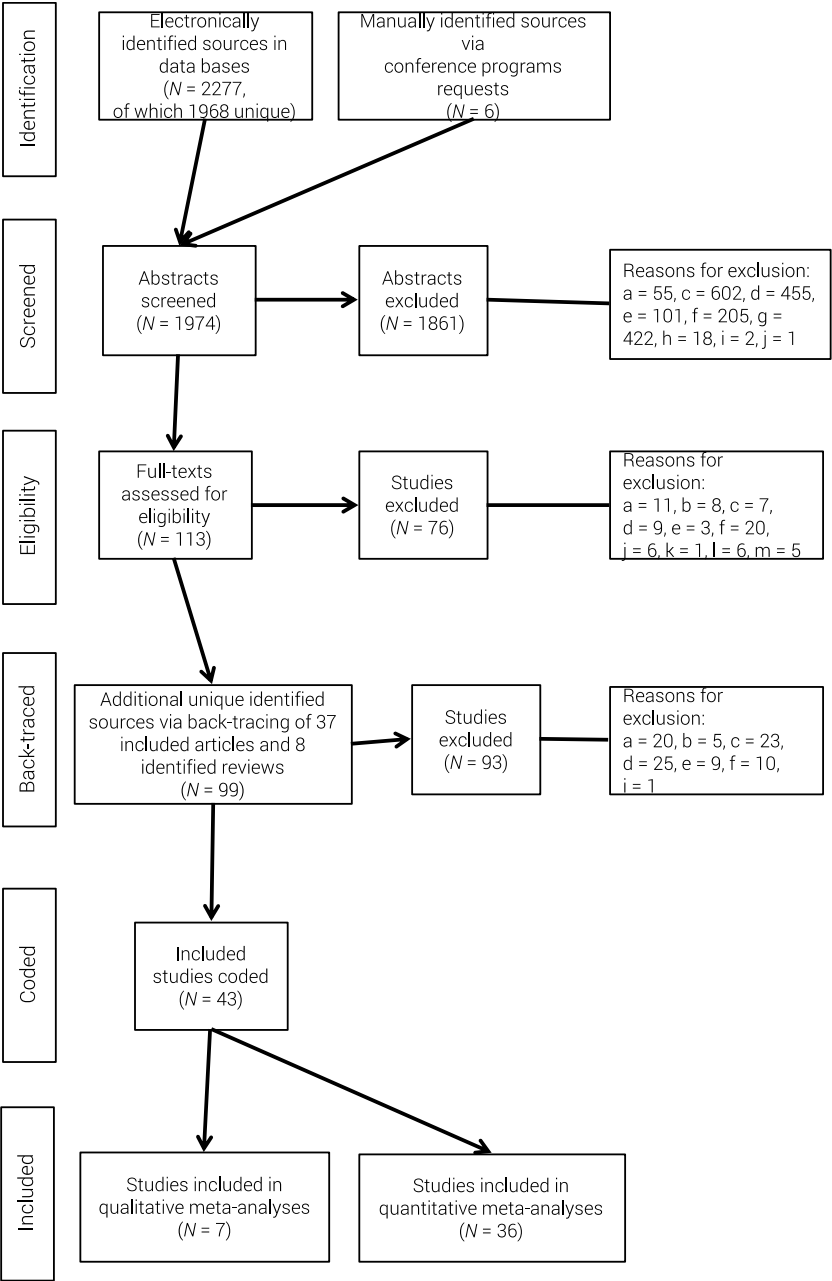 Identification
Electronically
identified sources in
data bases
(N = 2277,
of which 1968 unique)
Manually identified sources
via
conference programs
requests
(N = 6)
Screened
Abstracts
screened
(N = 1974)
Abstracts
excluded
(N = 1861)
Reasons for exclusion:
a = 55, c = 602, d = 455,
e = 101, f = 205, g =
422, h = 18, i = 2, j = 1
Eligibility
Full-texts
assessed for
eligibility
(N = 113)
Studies
excluded
(N = 76)
Reasons for
exclusion:
a = 11, b = 8, c = 7,
d = 9, e = 3, f = 20,
j = 6, k = 1, l = 6, m = 5
Back-traced
Additional unique identified
sources via back-tracing of 37
included articles and 8
identified reviews
(N = 99)
Studies
excluded
(N = 93)
Reasons for
exclusion:
a = 20, b = 5, c = 23,
d = 25, e = 9, f = 10,
= 1
Coded
Included
studies coded
(N = 43)
Included
Studies included in
qualitative meta-analyses
(N = 7)
Studies included in
quantitative meta-analyses
(N = 36)